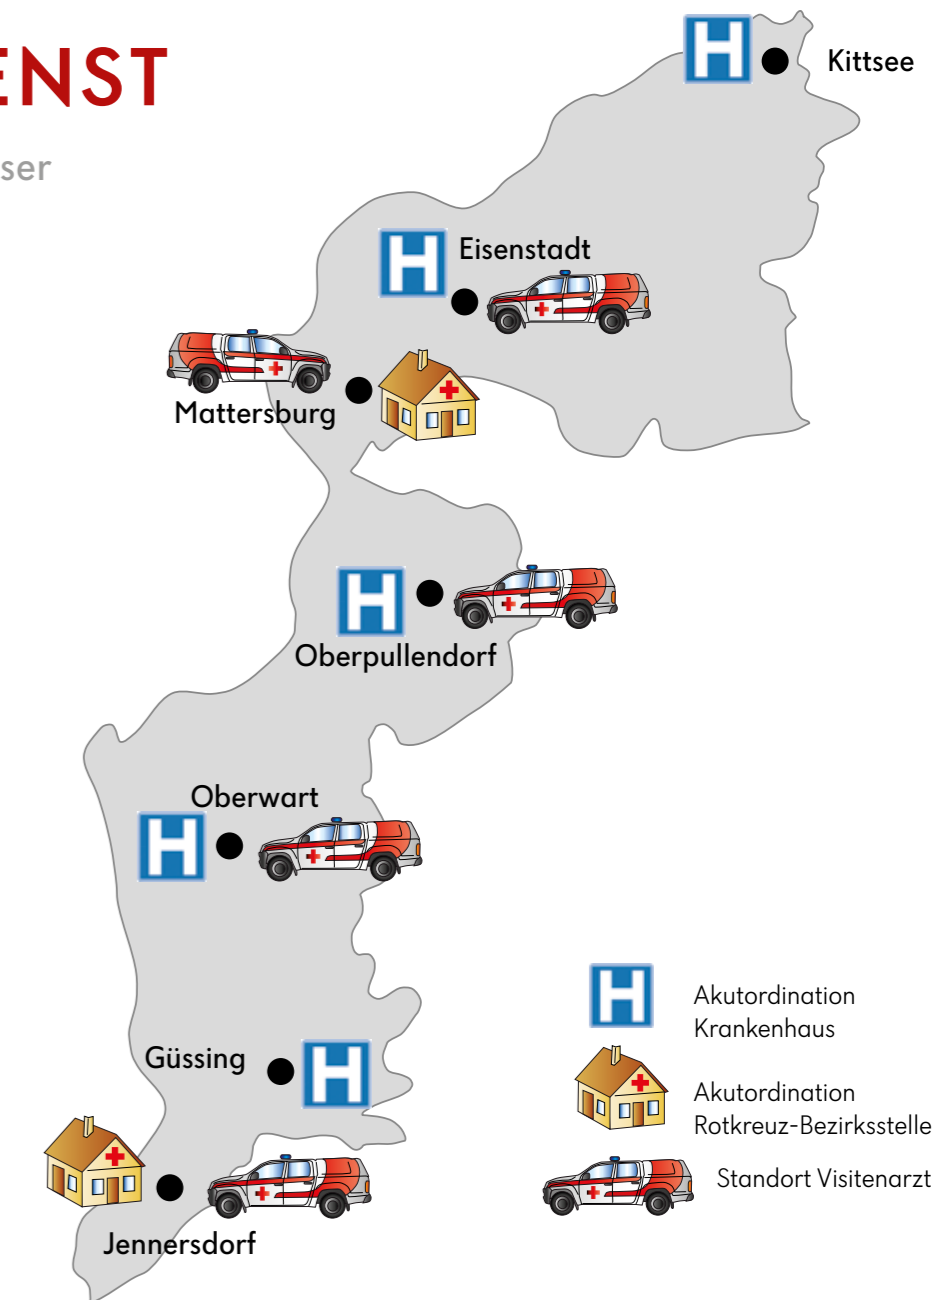 ENST
ser
Kittsee
Eisenstadt
Mattersburg
Oberpullendorf
Oberwart
Güssing
Jennersdorf
Akutordination
Krankenhaus
Akutordination
Rotkreuz-Bezirksstelle
Standort Visitenarzt